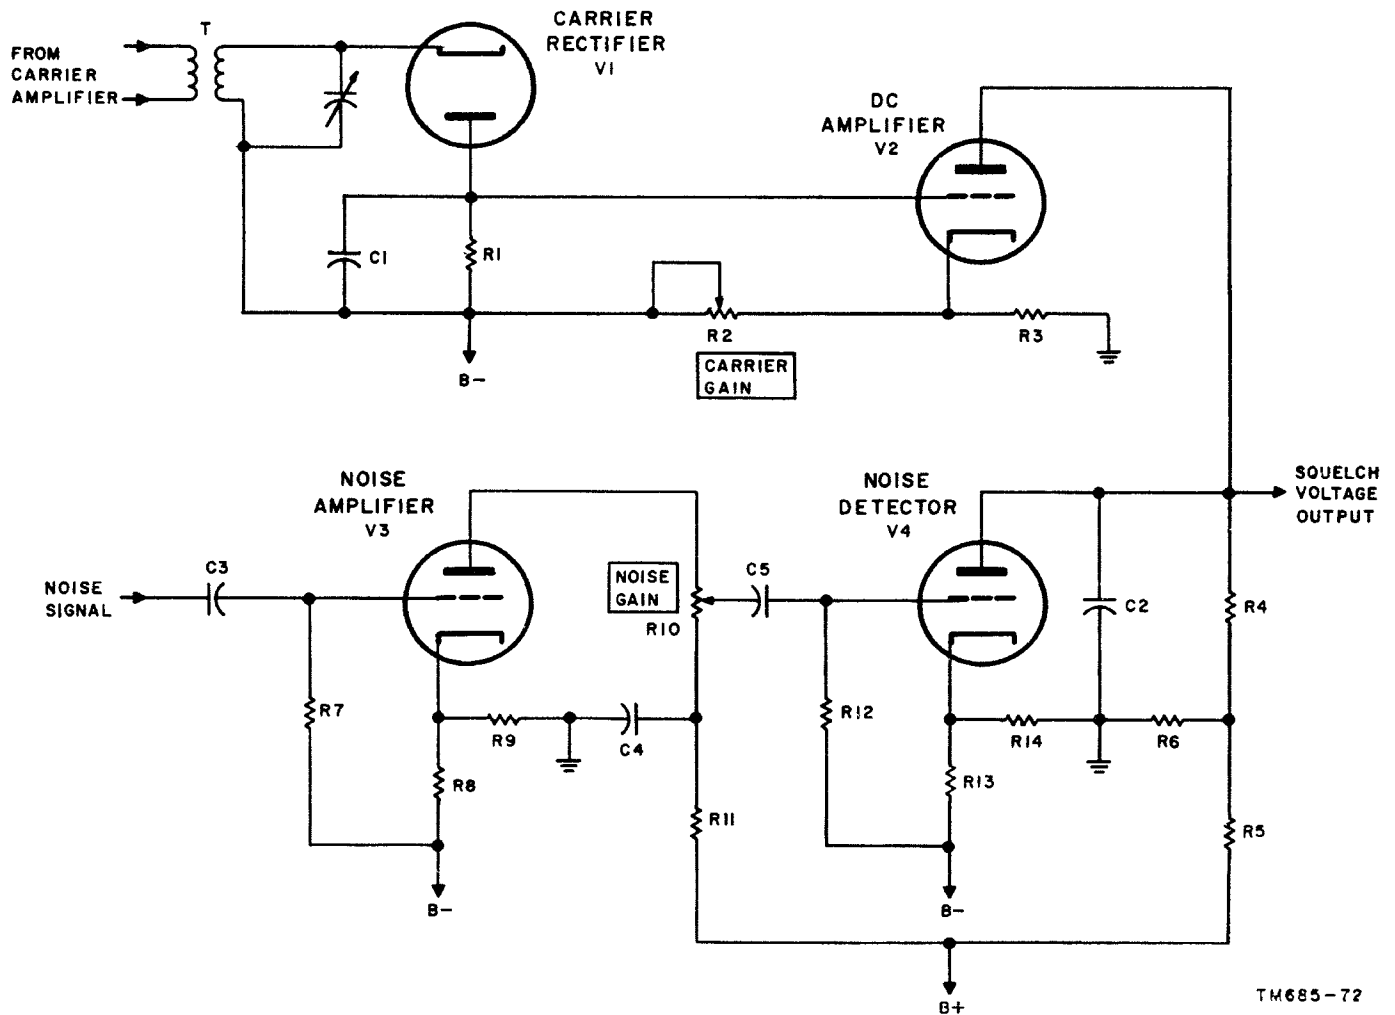 T
FROM
CARRIER
AMPLIFIER
CARRIER
RECTIFIER
V1
DC
AMPLIFIER
V2
C1
R1
B-
R2
CARRIER
GAIN
R3
NOISE
AMPLIFIER
V3
NOISE
DETECTOR
V4
SQUELCH
VOLTAGE
OUTPUT
NOISE
SIGNAL
C3
NOISE
GAIN
R10
C5
C2
R4
R7
R9
C4
R12
R14
R6
R8
R11
R13
R5
B-
B-
B+
TM685-72